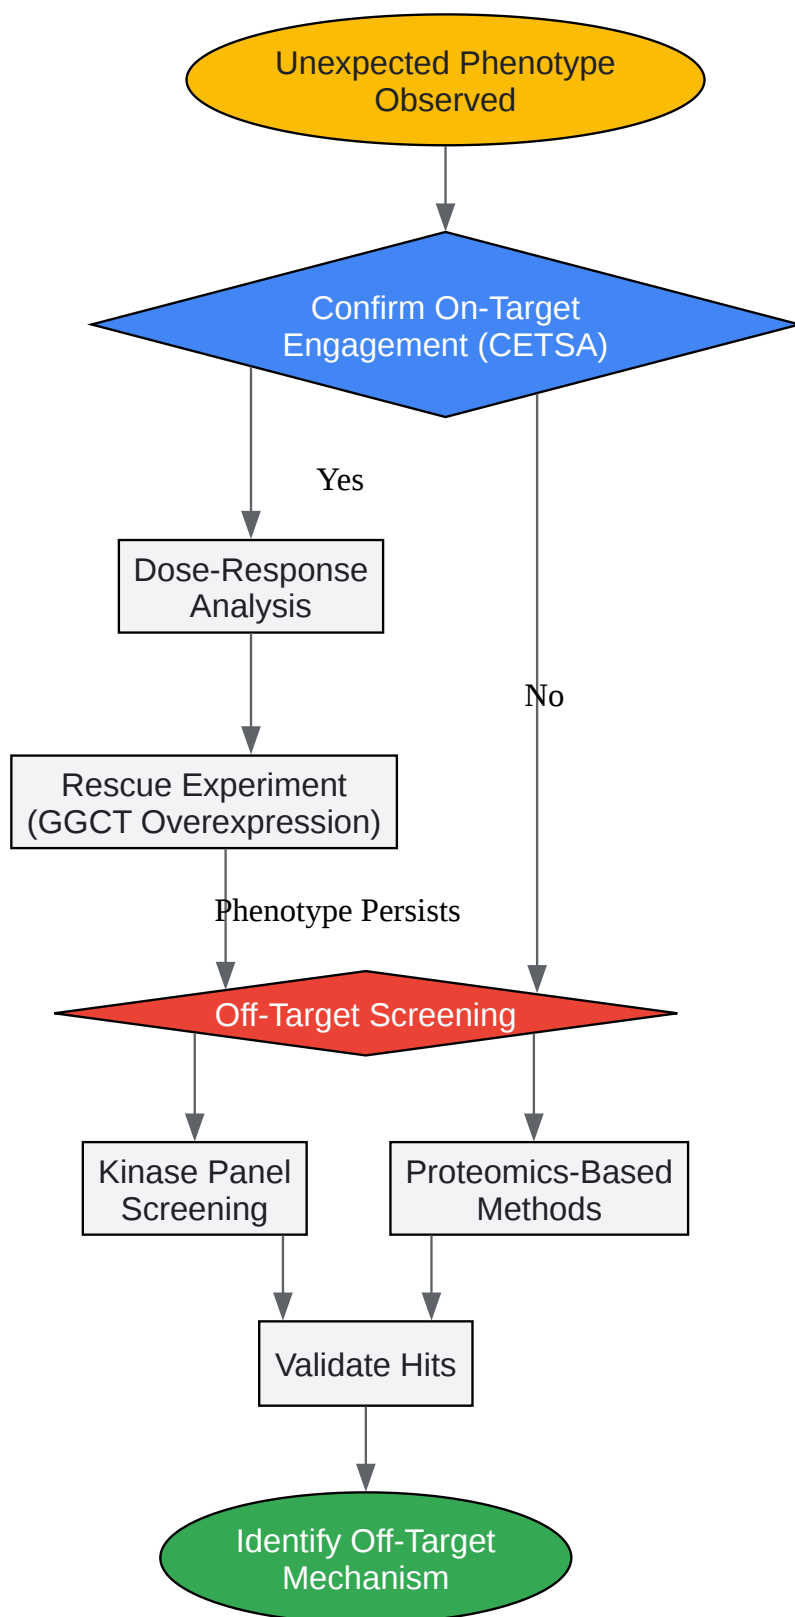 Unexpected Phenotype
Observed
Confirm On-Target
Engagement (CETSA)
Yes
Dose-Response
Analysis
No
Rescue Experiment
(GGCT Overexpression)
Phenotype Persists
Off-Target Screening
Kinase Panel
Screening
Proteomics-Based
Methods
Validate Hits
Identify Off-Target
Mechanism